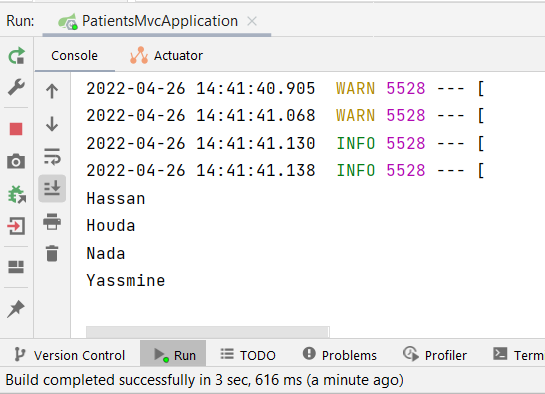 Run: PatientsMvcApplication
Console Actuator
2022-04-26 14:41:40.905 WARN 5528 --- [
2022-04-26 14:41:41.068 WARN 5528 --- [
2022-04-26 14:41:41.130 INFO 5528 --- [
2022-04-26 14:41:41.138 INFO 5528 --- [
Hassan
Houda
Nada
Yassmine
Version Control Run TODO Problems Profiler Term
Build completed successfully in 3 sec, 616 ms (a minute ago)